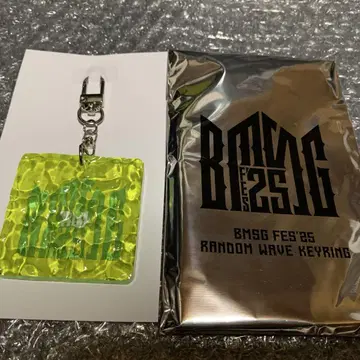 BMSG
FES
25
BMSG FES'25
RANDOM WAVE KEYRING